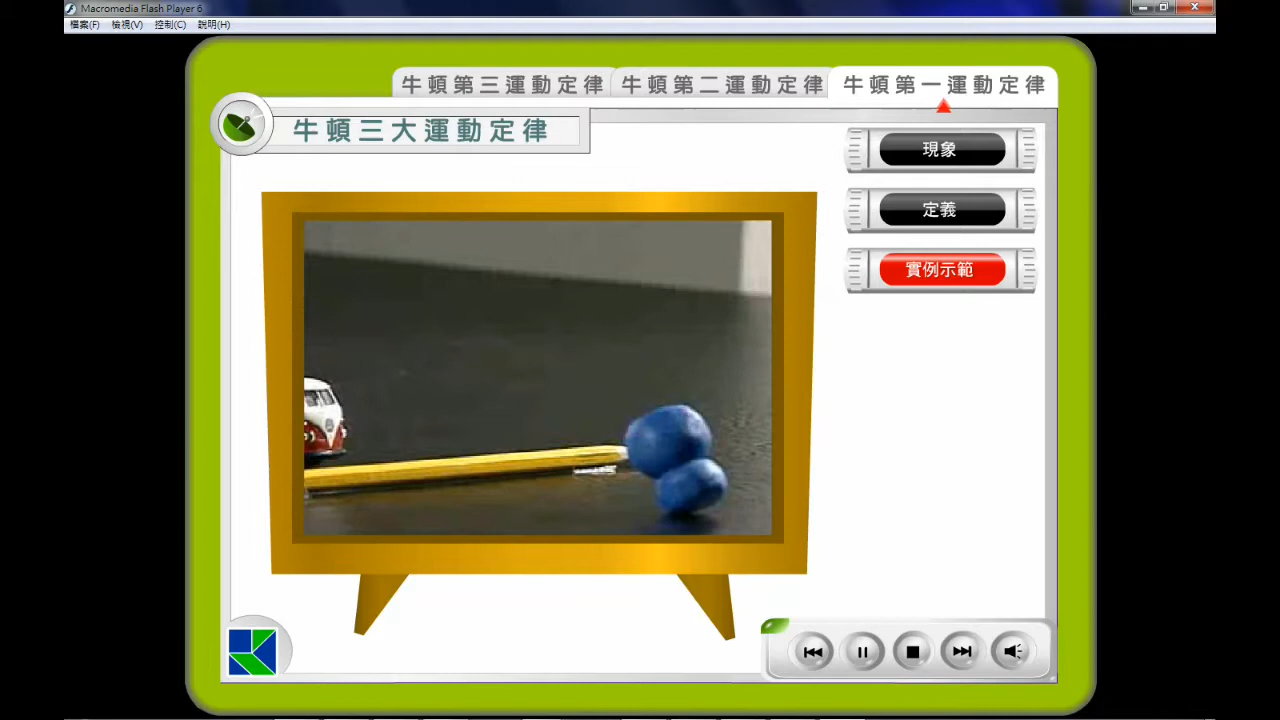 Macromedia Flash Player 6
檔案(F) 檢視(V) 控制(C) 說明(H)
牛頓第三運動定律 牛頓第二運動定律 牛頓第一運動定律
牛頓三大運動定律
現象
定義
實例示範